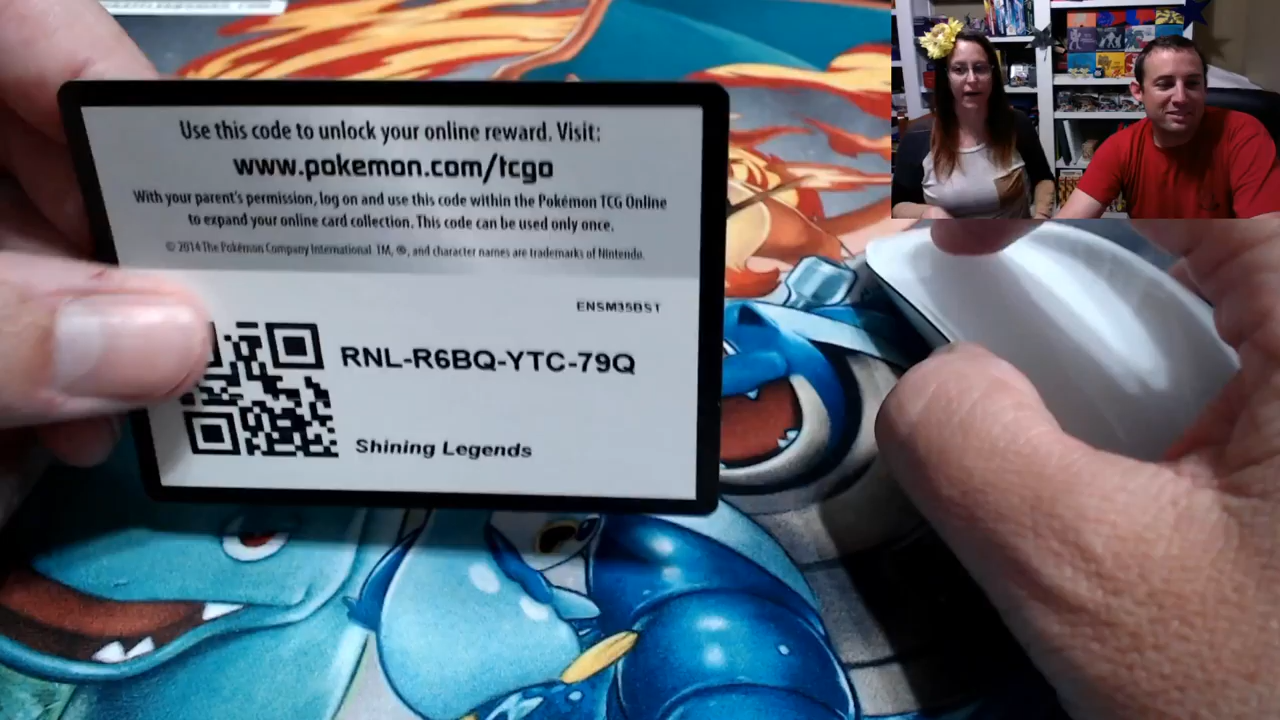 Use this code to unlock your online reward. Visit:
www.pokemon.com/tcgo
With your parent's permission, log on and use this code within the Pokémon TCG Online
to expand your online card collection. This code can be used only once.
© 2014 The Pokémon Company International. TM, ®, and character names are trademarks of Nintendo.
ENSM35BST
RNL-R6BQ-YTC-79Q
Shining Legends